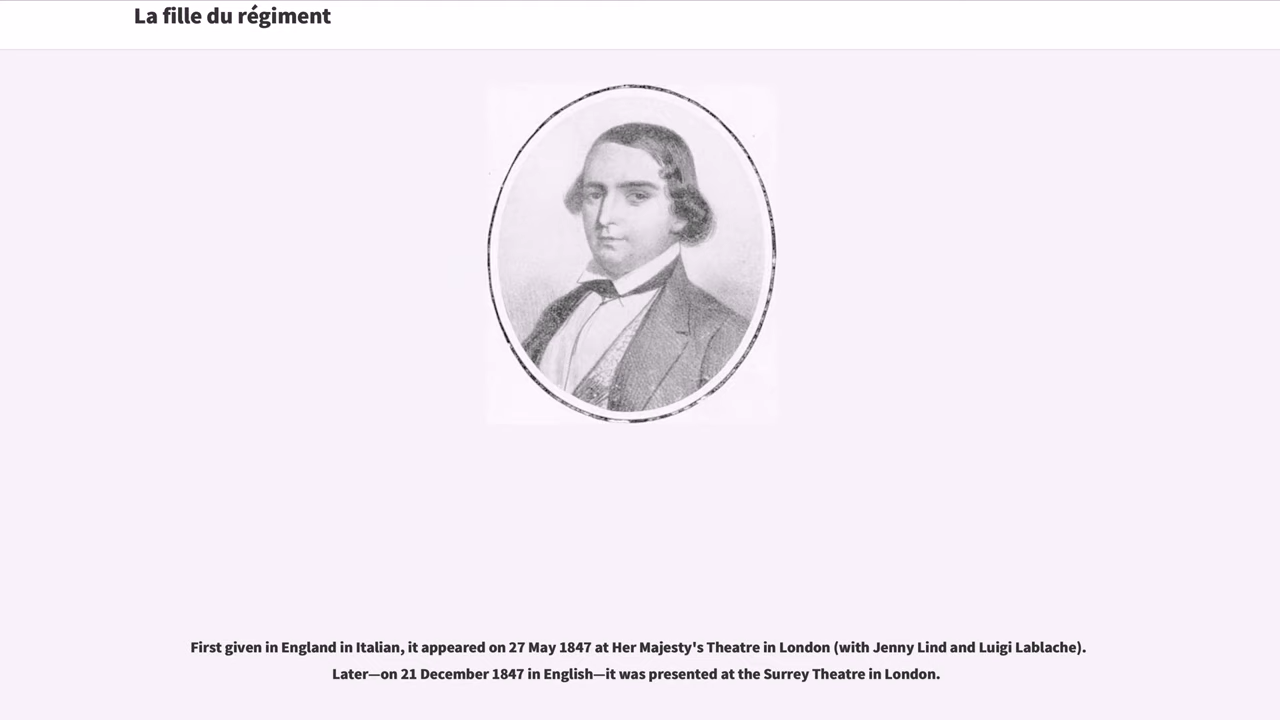 La fille du régiment
First given in England in Italian, it appeared on 27 May 1847 at Her Majesty's Theatre in London (with Jenny Lind and Luigi Lablache).
Later—on 21 December 1847 in English—it was presented at the Surrey Theatre in London.